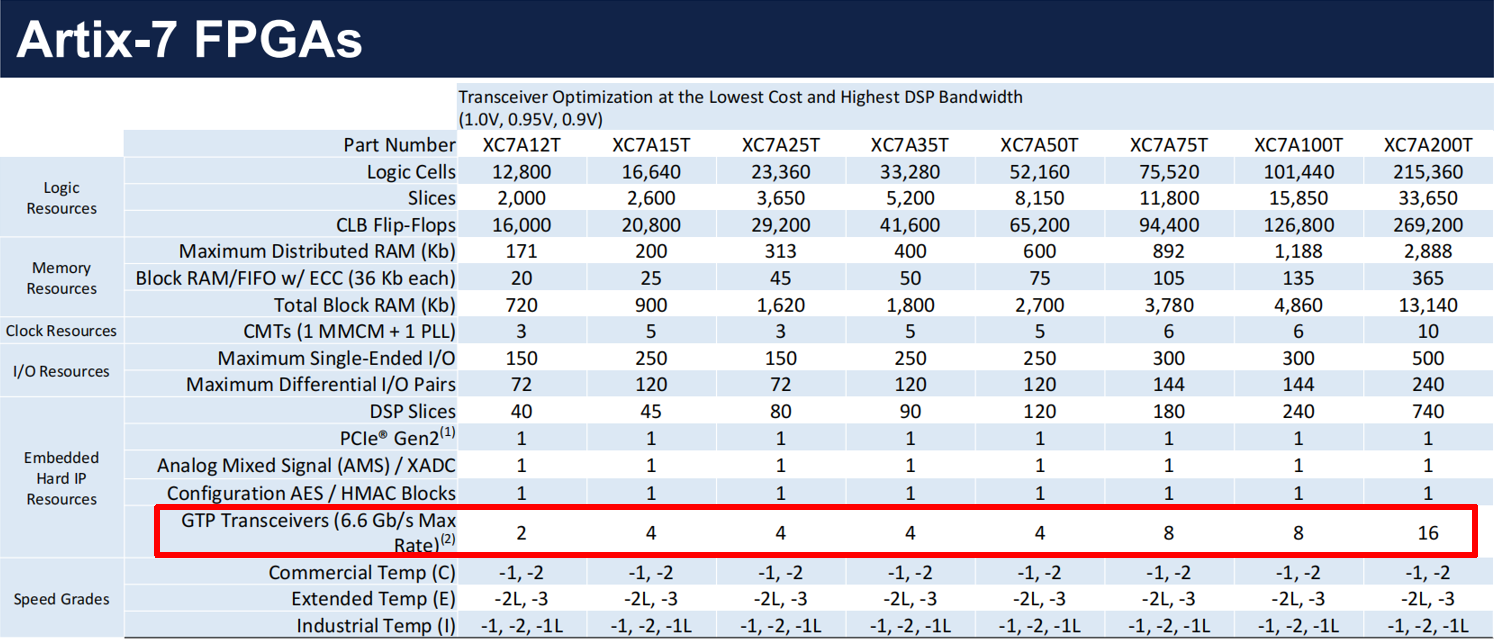 Artix-7 FPGAs
Transceiver Optimization at the Lowest Cost and Highest DSP Bandwidth
(1.0V, 0.95V, 0.9V)
Part Number XC7A12T XC7A15T XC7A25T XC7A35T XC7A50T XC7A75T XC7A100T XC7A200T
Logic Resources
Logic Cells 12,800 16,640 23,360 33,280 52,160 75,520 101,440 215,360
Slices 2,000 2,600 3,650 5,200 8,150 11,800 15,850 33,650
CLB Flip-Flops 16,000 20,800 29,200 41,600 65,200 94,400 126,800 269,200
Memory Resources
Maximum Distributed RAM (Kb) 171 200 313 400 600 892 1,188 2,888
Block RAM/FIFO w/ ECC (36 Kb each) 20 25 45 50 75 105 135 365
Total Block RAM (Kb) 720 900 1,620 1,800 2,700 3,780 4,860 13,140
Clock Resources
CMTs (1 MMCM + 1 PLL) 3 5 3 5 5 6 6 10
I/O Resources
Maximum Single-Ended I/O 150 250 150 250 250 300 300 500
Maximum Differential I/O Pairs 72 120 72 120 120 144 144 240
Embedded Hard IP Resources
DSP Slices 40 45 80 90 120 180 240 740
PCIe® Gen2(1) 1 1 1 1 1 1 1 1
Analog Mixed Signal (AMS) / XADC 1 1 1 1 1 1 1 1
Configuration AES / HMAC Blocks 1 1 1 1 1 1 1 1
GTP Transceivers (6.6 Gb/s Max
Rate)(2) 2 4 4 4 4 8 8 16
Speed Grades
Commercial Temp (C) -1, -2 -1, -2 -1, -2 -1, -2 -1, -2 -1, -2 -1, -2 -1, -2
Extended Temp (E) -2L, -3 -2L, -3 -2L, -3 -2L, -3 -2L, -3 -2L, -3 -2L, -3 -2L, -3
Industrial Temp (I) -1, -2, -1L -1, -2, -1L -1, -2, -1L -1, -2, -1L -1, -2, -1L -1, -2, -1L -1, -2, -1L -1, -2, -1L